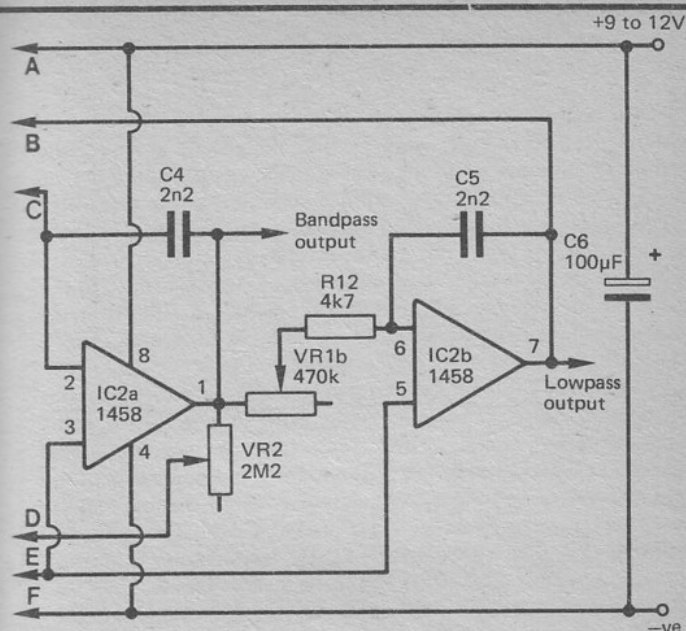 +9 to 12V
A
B
C
C4
2n2
Bandpass
output
C5
2n2
C6
100µF
+
R12
4k7
VR1b
470k
8
2
IC2a
1458
1
3
4
6
IC2b
1458
7
5
Lowpass
output
VR2
2M2
D
E
F
−ve